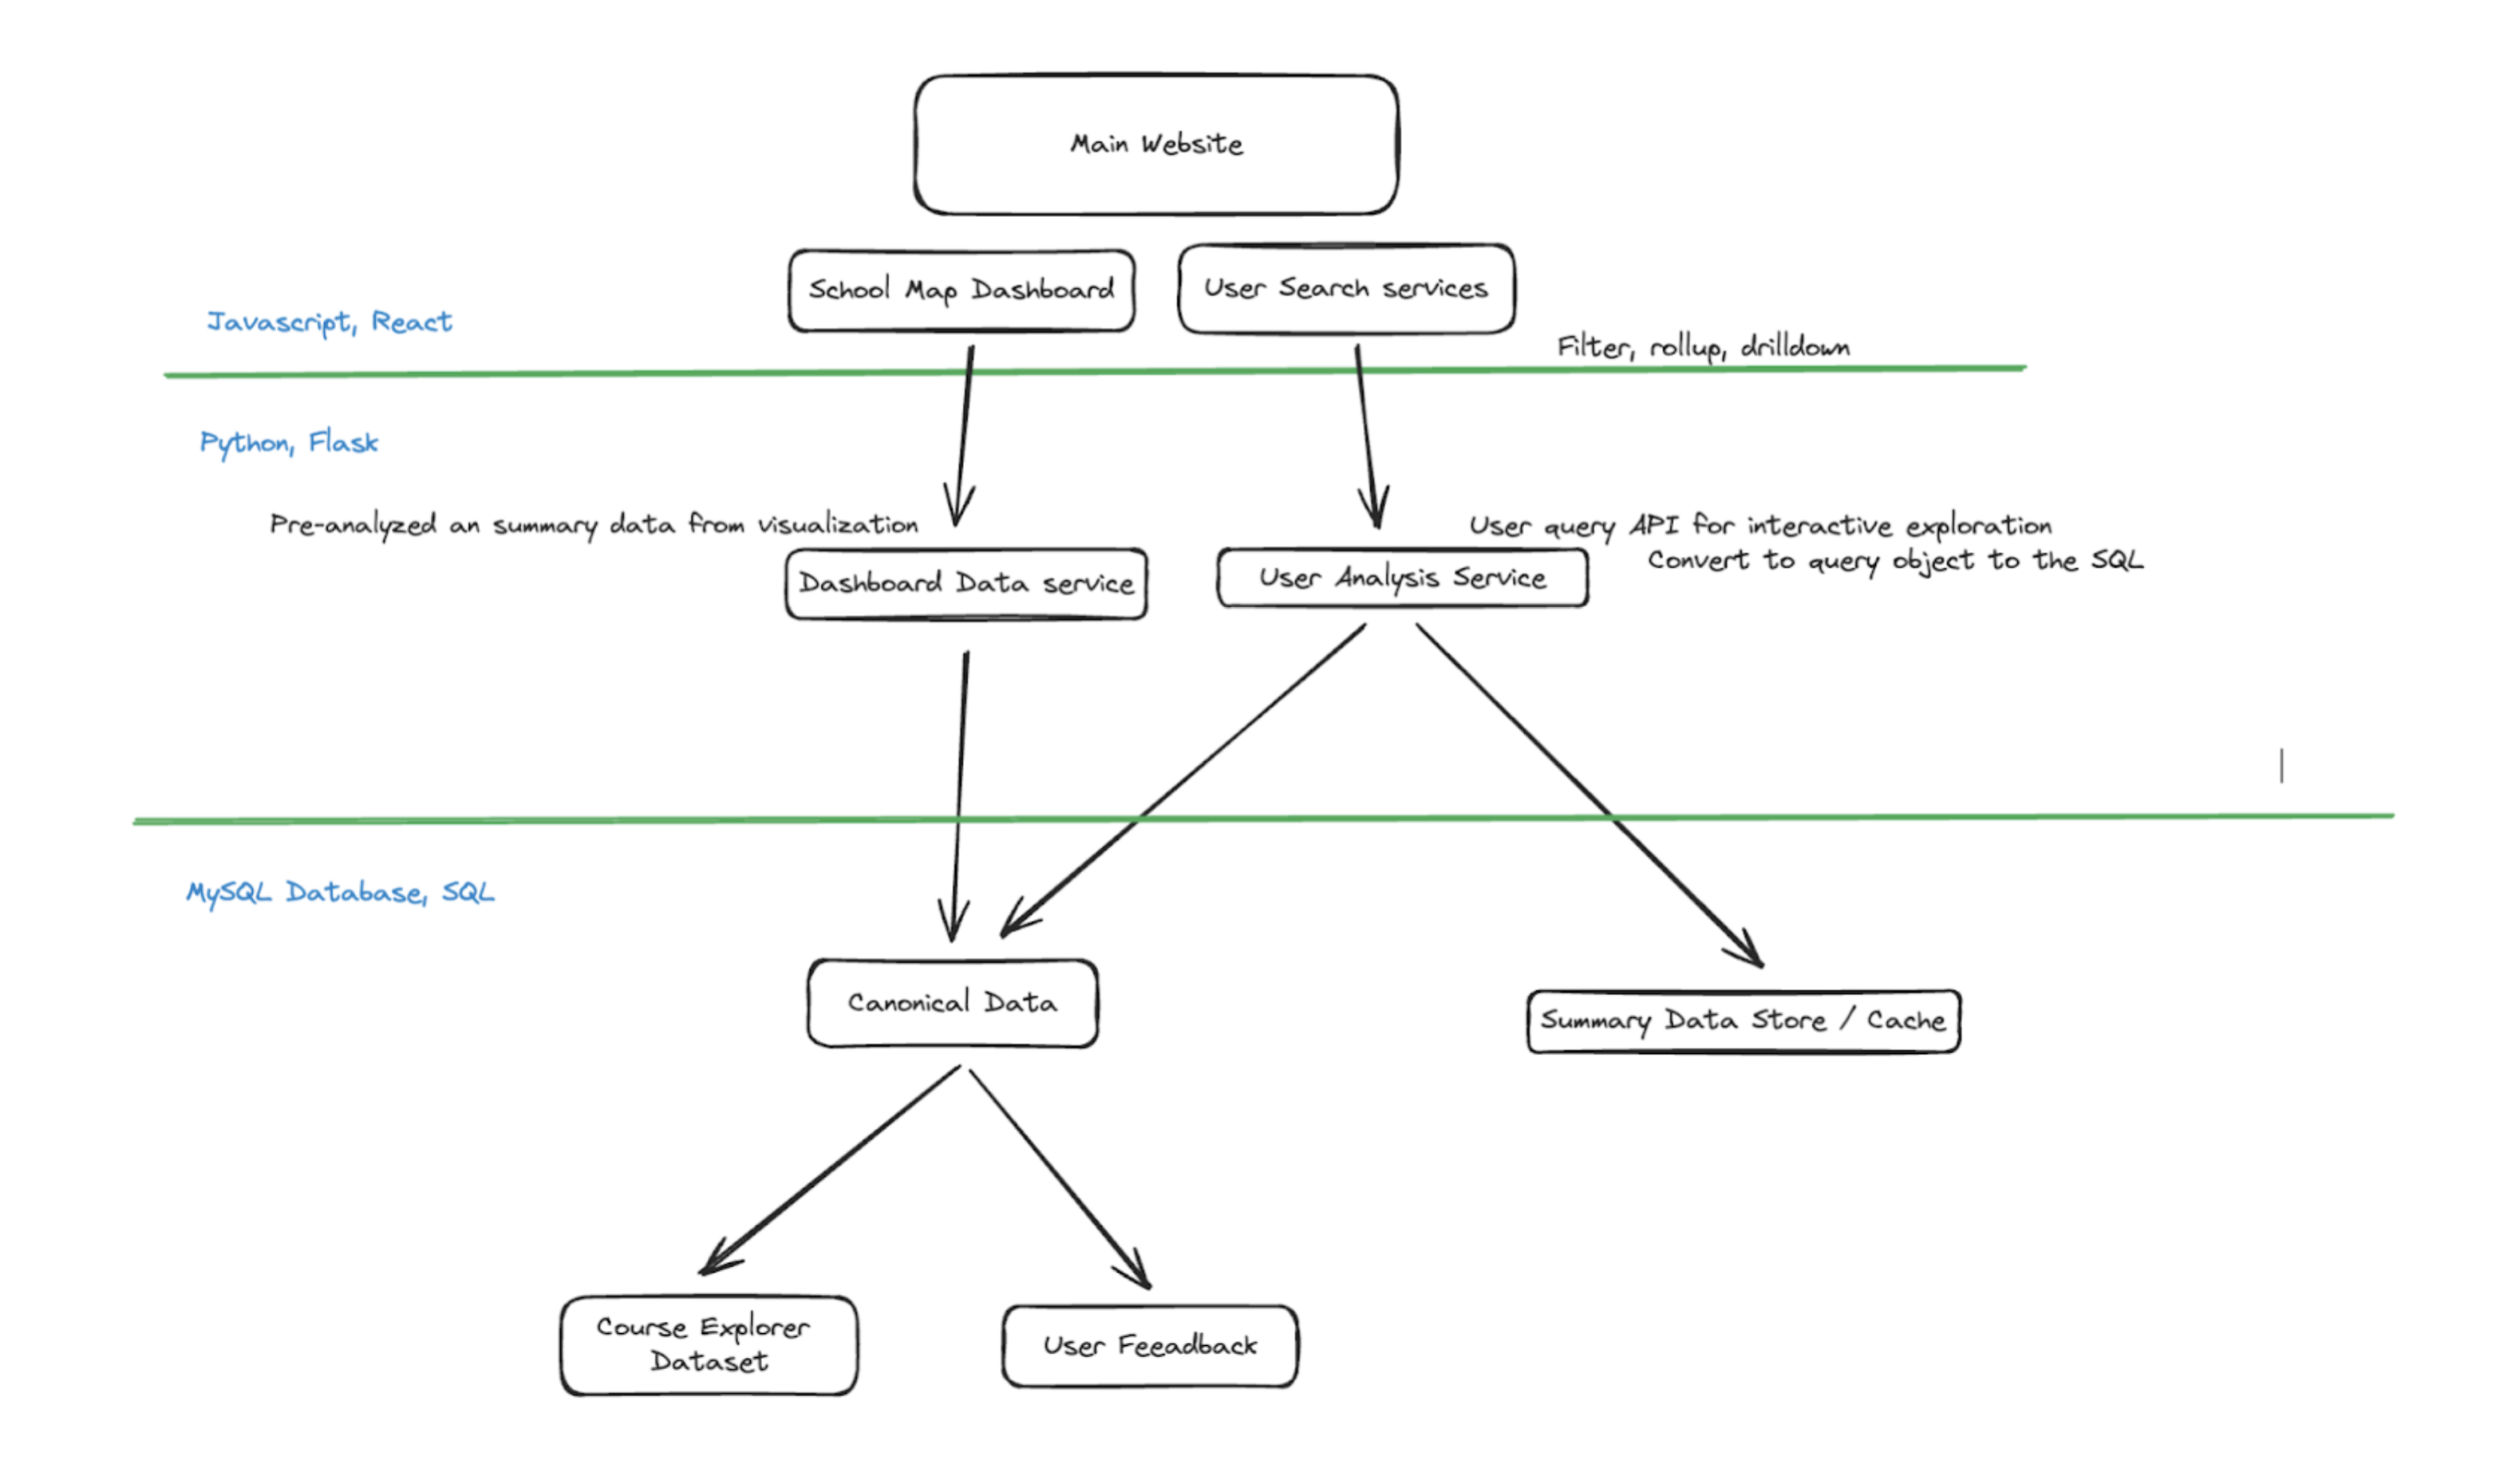 Main Website
School Map Dashboard
User Search services
Javascript, React
Filter, rollup, drilldown
Python, Flask
Pre-analyzed an summary data from visualization
User query API for interactive exploration
Convert to query object to the SQL
Dashboard Data service
User Analysis Service
MySQL Database, SQL
Canonical Data
Summary Data Store / Cache
Course Explorer
Dataset
User Feeadback